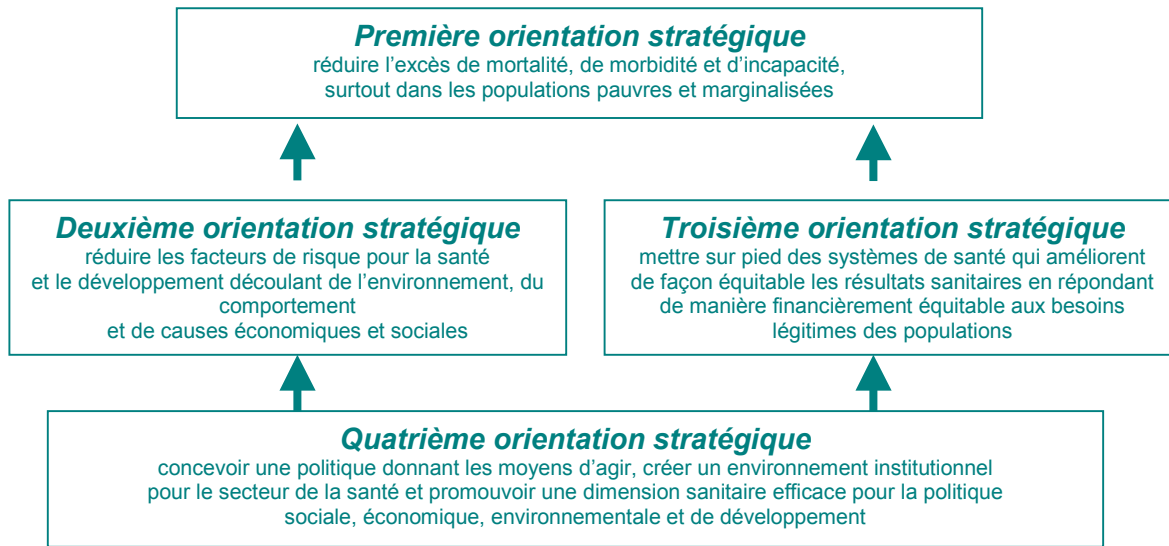 Première orientation stratégique
réduire l’excès de mortalité, de morbidité et d’incapacité,
surtout dans les populations pauvres et marginalisées
Deuxième orientation stratégique
réduire les facteurs de risque pour la santé
et le développement découlant de l’environnement, du
comportement
et de causes économiques et sociales
Troisième orientation stratégique
mettre sur pied des systèmes de santé qui améliorent
de façon équitable les résultats sanitaires en répondant
de manière financièrement équitable aux besoins
légitimes des populations
Quatrième orientation stratégique
concevoir une politique donnant les moyens d’agir, créer un environnement institutionnel
pour le secteur de la santé et promouvoir une dimension sanitaire efficace pour la politique
sociale, économique, environnementale et de développement